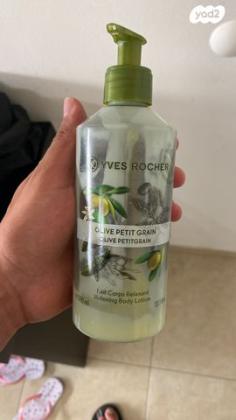 yad2
YVES ROCHER
OLIVE PETIT GRAIN
OLIVE PETITGRAIN
Lait Corps Relaxant
Relaxing Body Lotion